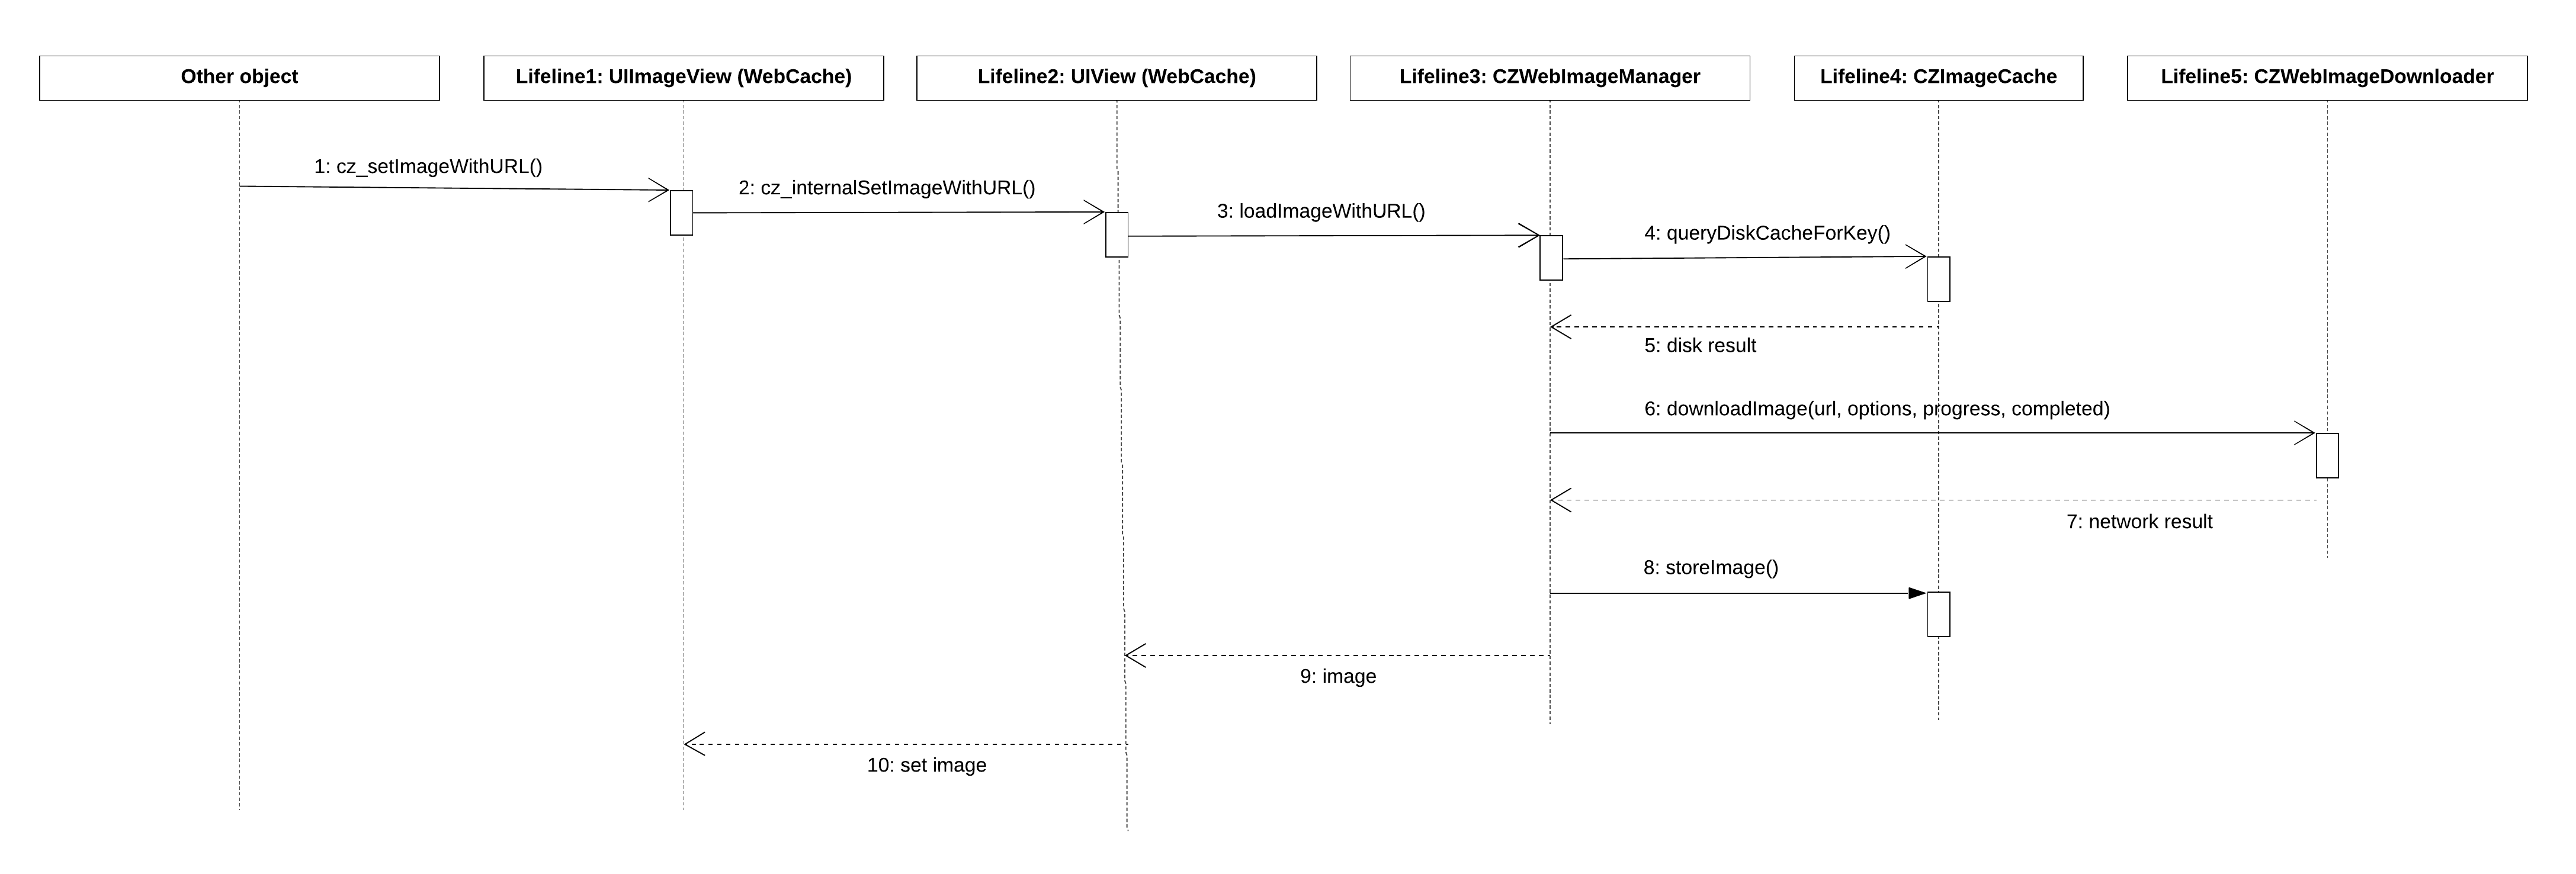 Other object
Lifeline1: UIImageView (WebCache)
Lifeline2: UIView (WebCache)
Lifeline3: CZWebImageManager
Lifeline4: CZImageCache
Lifeline5: CZWebImageDownloader
1: cz_setImageWithURL()
2: cz_internalSetImageWithURL()
3: loadImageWithURL()
4: queryDiskCacheForKey()
5: disk result
6: downloadImage(url, options, progress, completed)
7: network result
8: storeImage()
9: image
10: set image